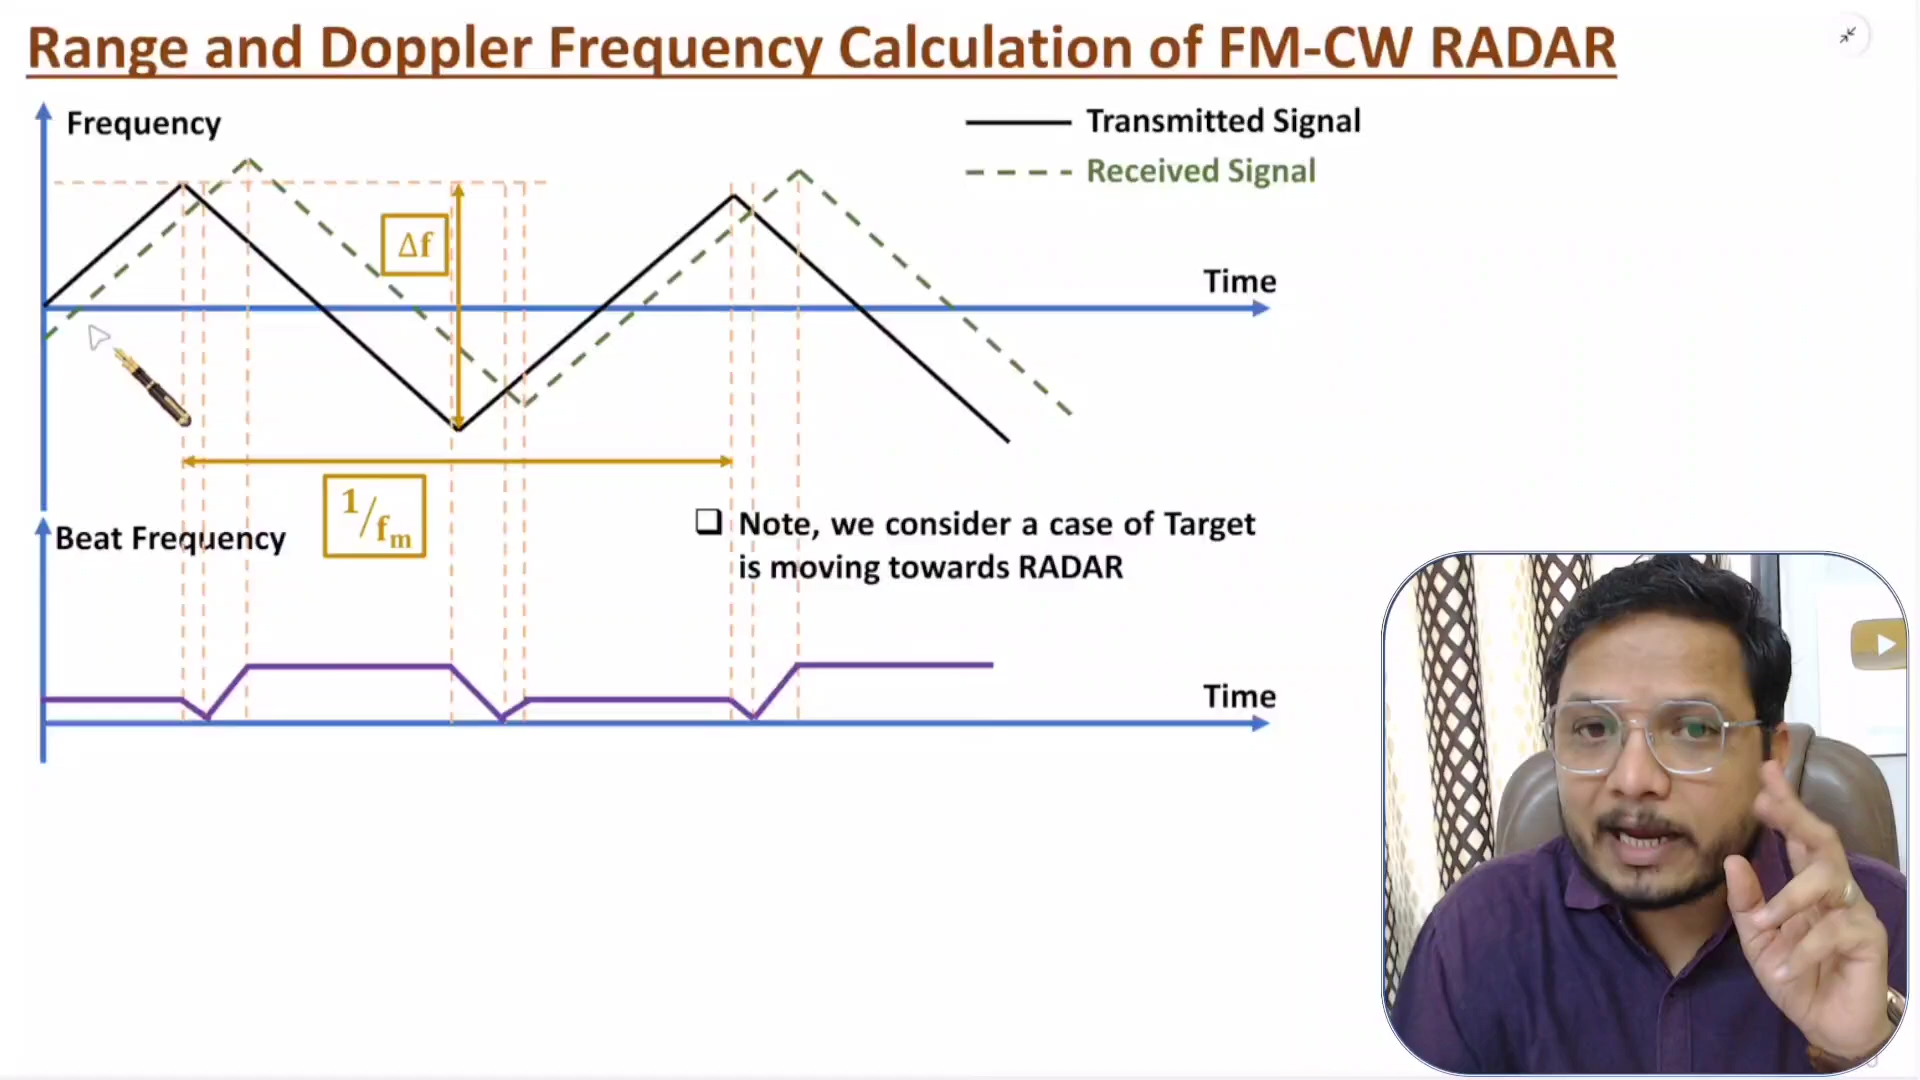 Range and Doppler Frequency Calculation of FM-CW RADAR
Frequency
Transmitted Signal
Received Signal
Δf
Time
1/fm
Beat Frequency
❑ Note, we consider a case of Target
is moving towards RADAR
Time